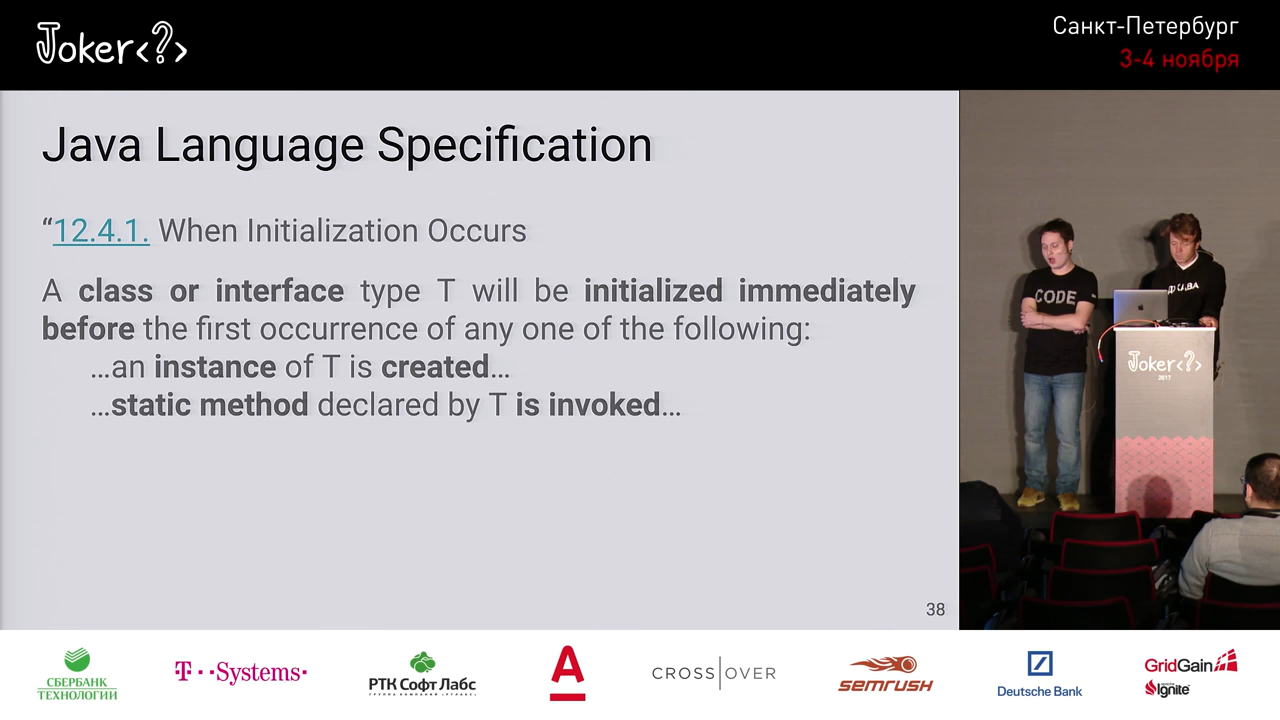 Joker<?>
Санкт-Петербург
3-4 ноября
Java Language Specification
“12.4.1. When Initialization Occurs
A class or interface type T will be initialized immediately
before the first occurrence of any one of the following:
…an instance of T is created…
…static method declared by T is invoked…
38
CODE
Joker<?>
2017
СБЕРБАНК
ТЕХНОЛОГИИ
T··Systems·
РТК Софт Лабс
А
CROSS|OVER
semrush
Deutsche Bank
GridGain
Ignite